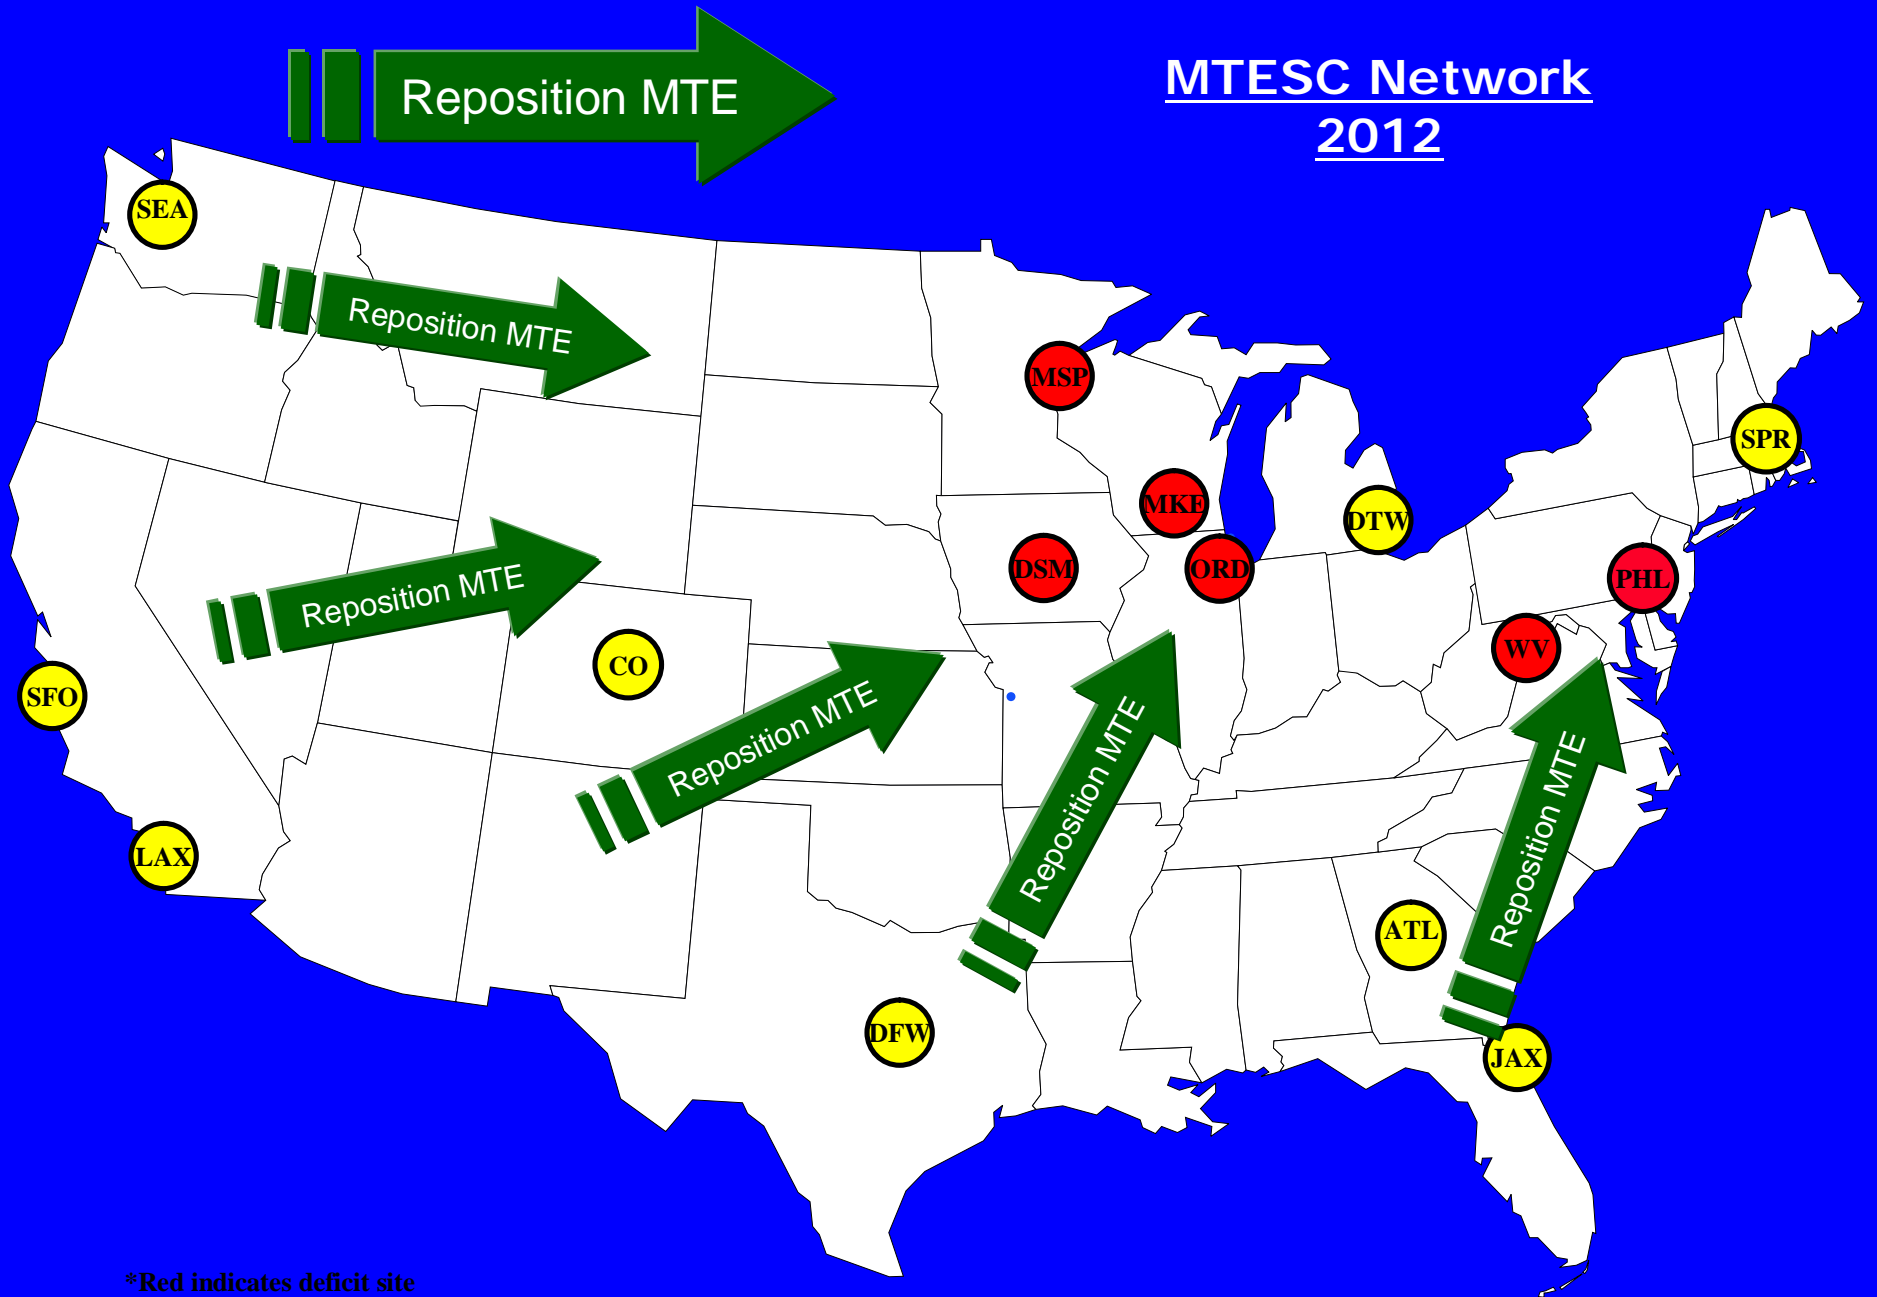 Reposition MTE
MTESC Network
2012
SEA
Reposition MTE
MSP
SPR
MKE
DTW
DSM
ORD
PHL
Reposition MTE
WV
CO
SFO
Reposition MTE
Reposition MTE
Reposition MTE
LAX
ATL
DFW
JAX
*Red indicates deficit site